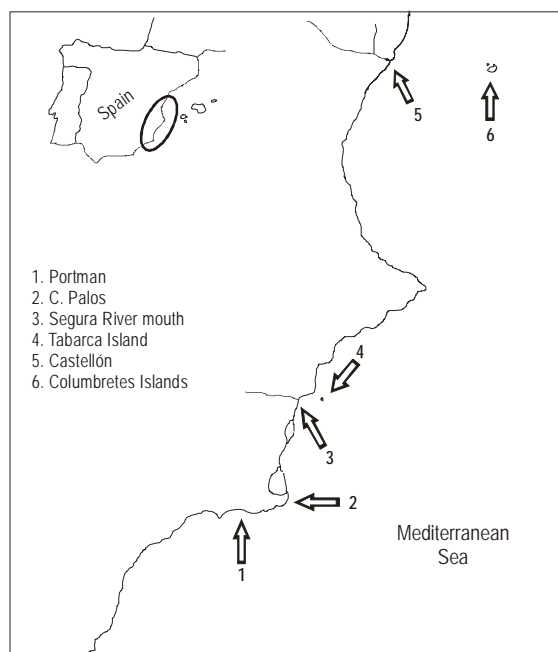 Spain
5
6
1. Portman
2. C. Palos
3. Segura River mouth
4. Tabarca Island
5. Castellón
6. Columbretes Islands
4
3
2
Mediterranean
Sea
1